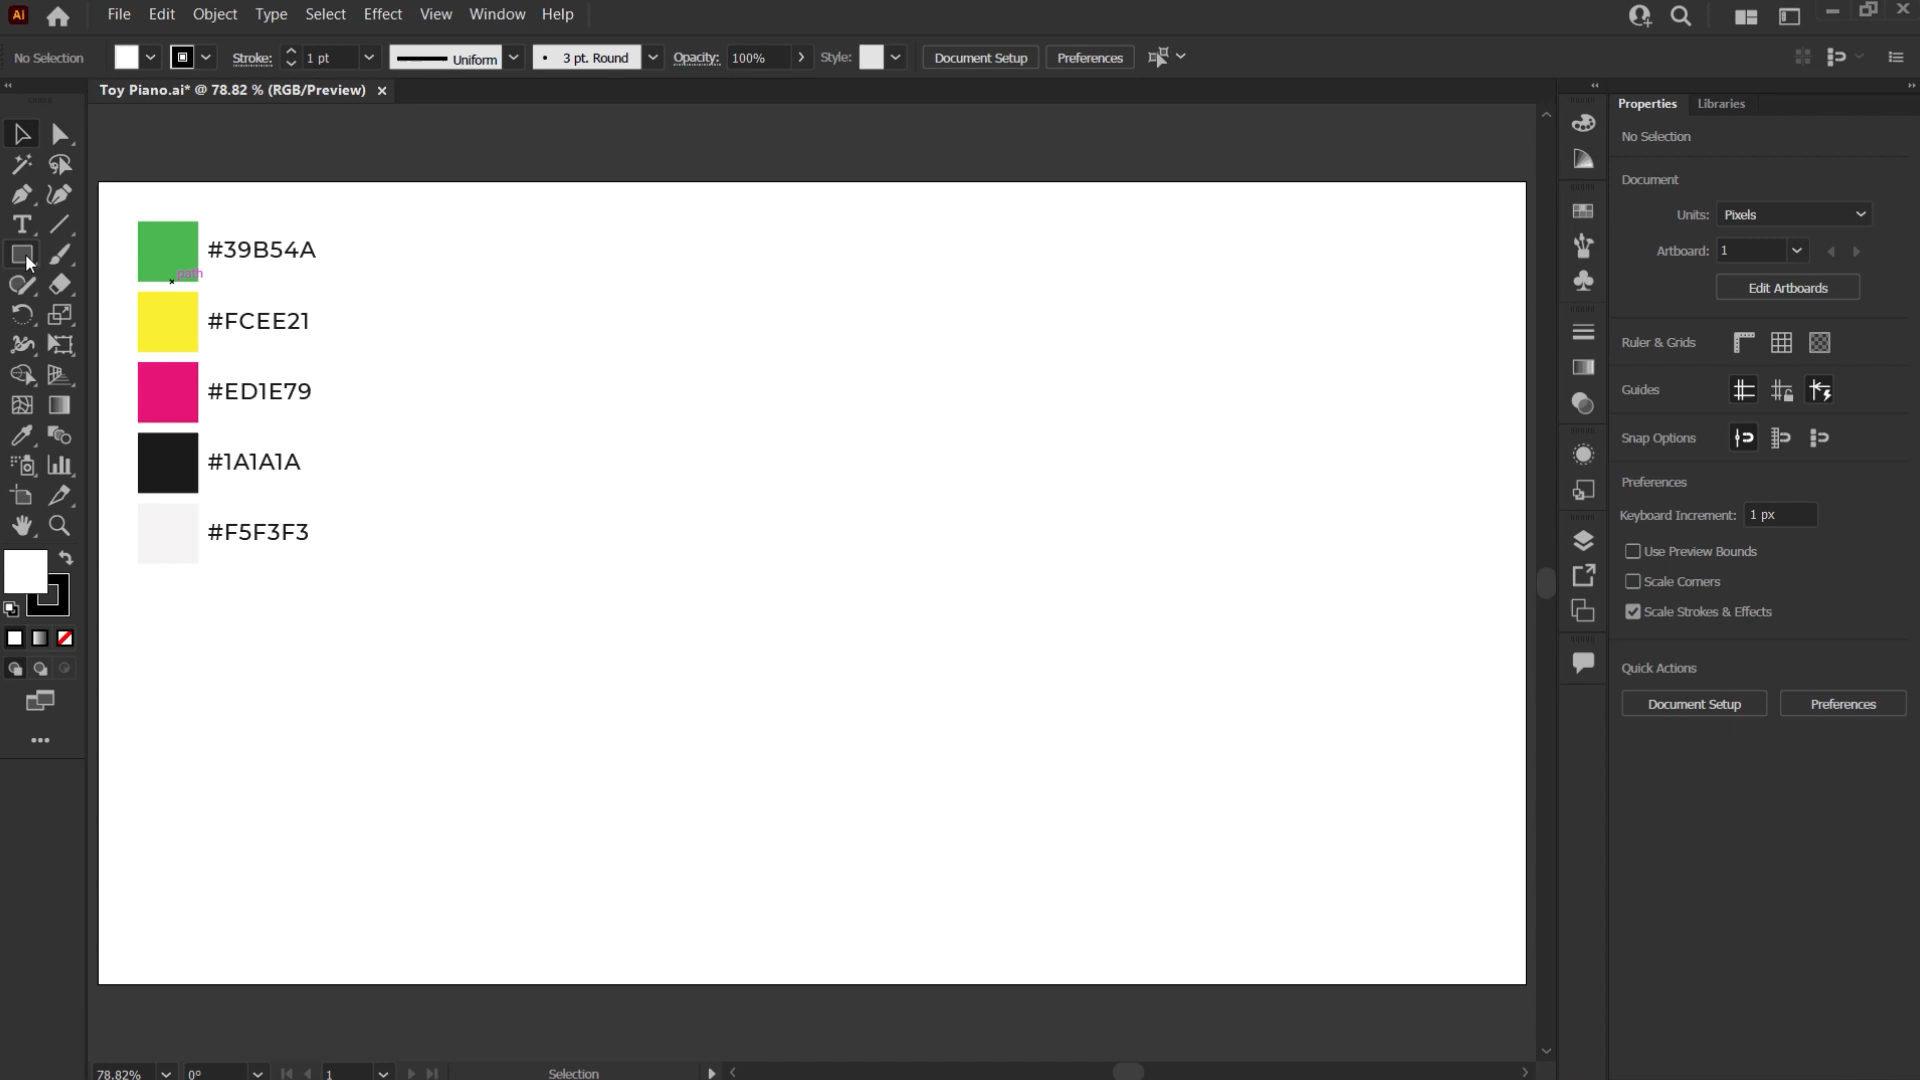 Ai File Edit Object Type Select Effect View Window Help
No Selection Stroke: 1 pt Uniform 3 pt. Round Opacity: 100% Style: Document Setup Preferences
Toy Piano.ai* @ 78.82 % (RGB/Preview) ×
Properties Libraries
No Selection
Document
Units: Pixels
Artboard: 1
Edit Artboards
Ruler & Grids
Guides
Snap Options
Preferences
Keyboard Increment: 1 px
Use Preview Bounds
Scale Corners
Scale Strokes & Effects
Quick Actions
Document Setup Preferences
#39B54A
path
#FCEE21
#ED1E79
#1A1A1A
#F5F3F3
78.82% 0° 1 Selection